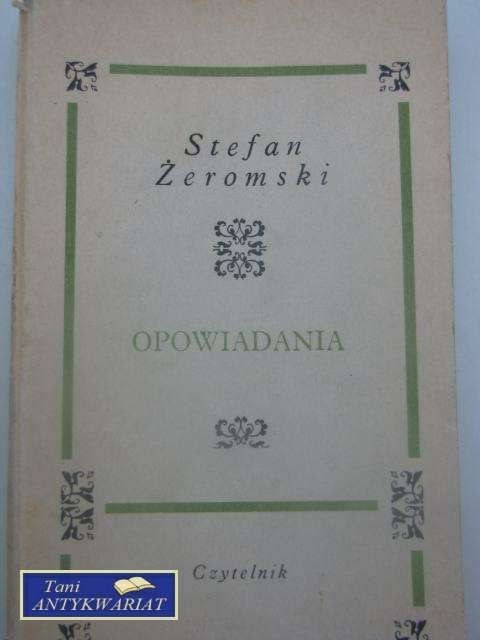 Stefan
Żeromski
OPOWIADANIA
Czytelnik
Tani
ANTYKWARIAT